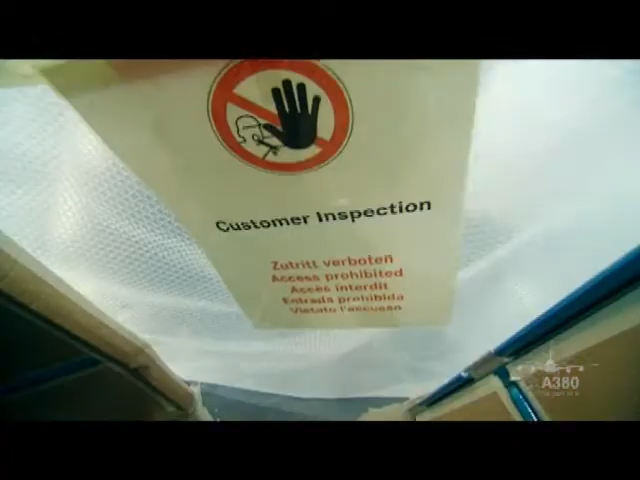 Customer Inspection
Zutritt verboten
Access prohibited
Accès interdit
Entrada prohibida
Vietato l'accesso
A380